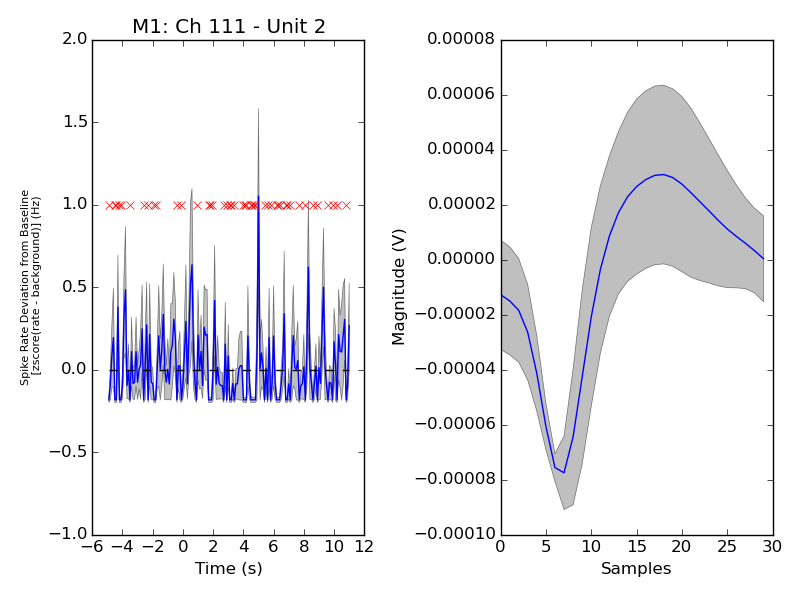 M1: Ch 111 - Unit 2
Spike Rate Deviation from Baseline
[zscore(rate - background)] (Hz)
2.0
1.5
1.0
0.5
0.0
−0.5
−1.0
−6 −4 −2 0 2 4 6 8 10 12
Time (s)
Magnitude (V)
0.00008
0.00006
0.00004
0.00002
0.00000
−0.00002
−0.00004
−0.00006
−0.00008
−0.00010
0 5 10 15 20 25 30
Samples